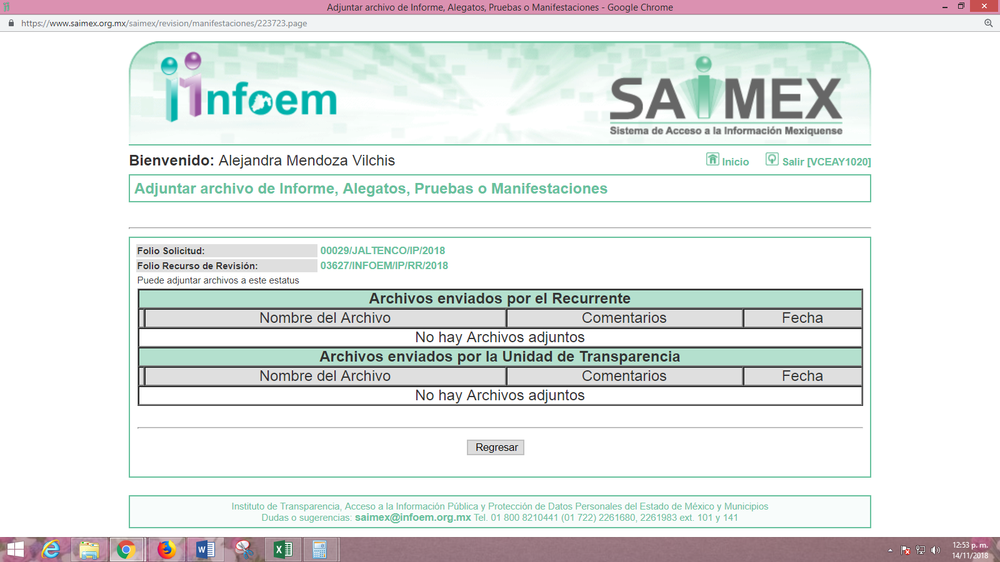 Adjuntar archivo de Informe, Alegatos, Pruebas o Manifestaciones - Google Chrome
https://www.saimex.org.mx/saimex/revision/manifestaciones/223723.page
infoem
SAIMEX
Sistema de Acceso a la Información Mexiquense
Bienvenido: Alejandra Mendoza Vilchis
Inicio
Salir [VCEAY1020]
Adjuntar archivo de Informe, Alegatos, Pruebas o Manifestaciones
Folio Solicitud: 00029/JALTENCO/IP/2018
Folio Recurso de Revisión: 03627/INFOEM/IP/RR/2018
Puede adjuntar archivos a este estatus
Archivos enviados por el Recurrente
Nombre del Archivo Comentarios Fecha
No hay Archivos adjuntos
Archivos enviados por la Unidad de Transparencia
Nombre del Archivo Comentarios Fecha
No hay Archivos adjuntos
Regresar
Instituto de Transparencia, Acceso a la Información Pública y Protección de Datos Personales del Estado de México y Municipios
Dudas o sugerencias: saimex@infoem.org.mx Tel. 01 800 8210441 (01 722) 2261680, 2261983 ext. 101 y 141
12:53 p. m.
14/11/2018